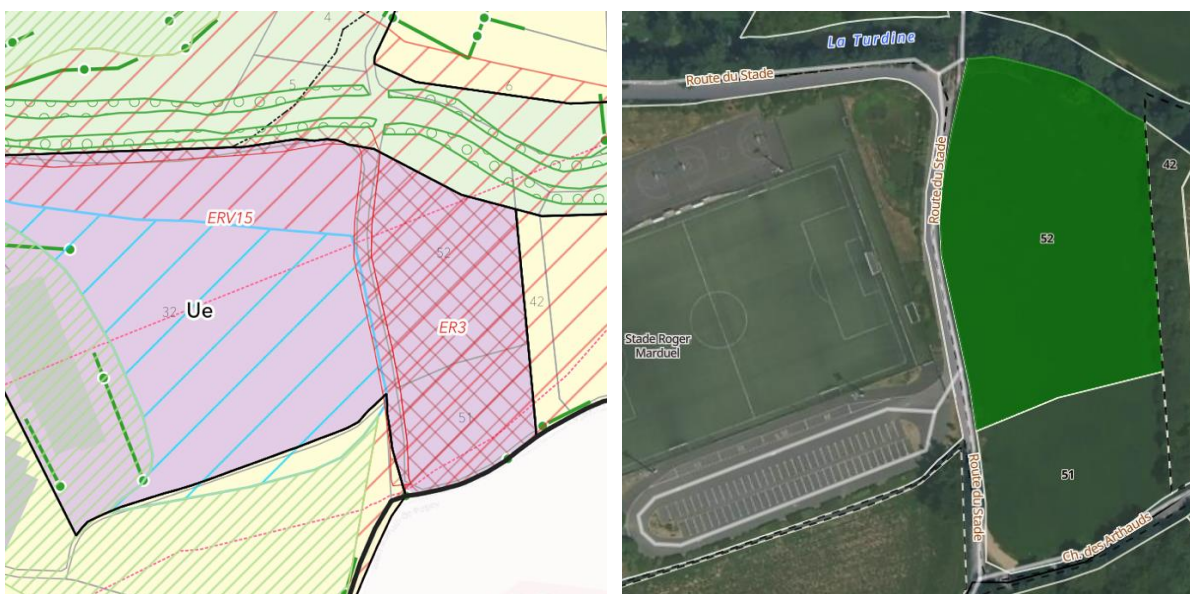 4
5
6
ERV15
52
42
32
Ue
ER3
51
La Turdine
Route du Stade
Route du Stade
42
52
Stade Roger
Marduel
Route du Stade
51
Ch. des Arthauds